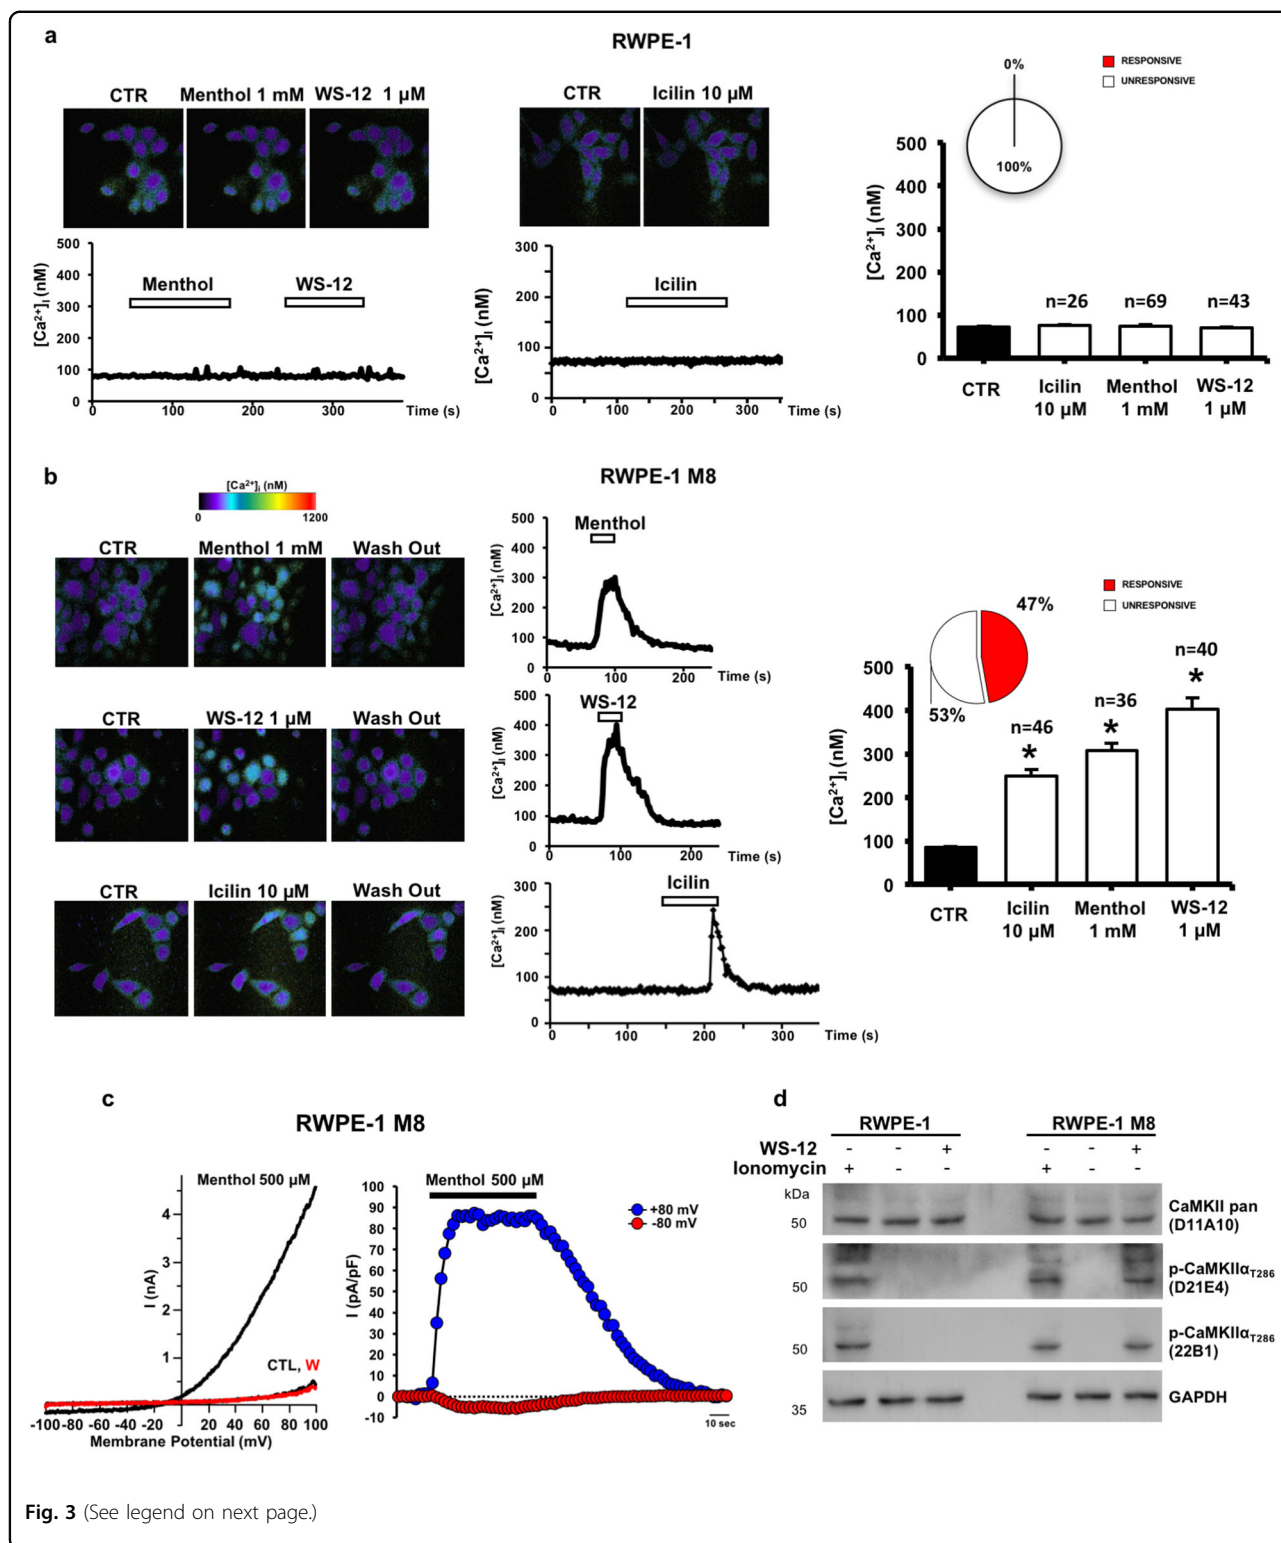 a
RWPE-1
CTR Menthol 1 mM WS-12 1 µM
[Ca²⁺]ᵢ (nM)
500
400
300
200
100
0
Menthol WS-12
0 100 200 300 Time (s)
CTR Icilin 10 µM
[Ca²⁺]ᵢ (nM)
300
200
100
0
Icilin
0 100 200 300 Time (s)
0%
100%
RESPONSIVE
UNRESPONSIVE
[Ca²⁺]ᵢ (nM)
500
400
300
200
100
0
n=26 n=69 n=43
CTR Icilin 10 µM Menthol 1 mM WS-12 1 µM
b
RWPE-1 M8
[Ca²⁺]ᵢ (nM)
0 1200
CTR Menthol 1 mM Wash Out
CTR WS-12 1 µM Wash Out
CTR Icilin 10 µM Wash Out
[Ca²⁺]ᵢ (nM)
500
400
300
200
100
0
Menthol
0 100 200
Time (s)
[Ca²⁺]ᵢ (nM)
500
400
300
200
100
0
WS-12
0 100 200 Time (s)
[Ca²⁺]ᵢ (nM)
300
200
150
100
50
0
Icilin
0 100 200 300 Time (s)
RESPONSIVE
UNRESPONSIVE
47%
53%
[Ca²⁺]ᵢ (nM)
500
400
300
200
100
0
n=46 n=36 n=40
* * *
CTR Icilin 10 µM Menthol 1 mM WS-12 1 µM
c
RWPE-1 M8
Menthol 500 µM
I (nA)
4
3
2
1
CTL, W
-100 -80 -60 -40 -20 0 20 40 60 80 100
Membrane Potential (mV)
Menthol 500 µM
+80 mV
-80 mV
I (pA/pF)
100
90
80
70
60
50
40
30
20
10
0
-10
10 sec
d
RWPE-1 RWPE-1 M8
WS-12 - - + - - +
Ionomycin + - - + - -
kDa
50 CaMKII pan
(D11A10)
50 p-CaMKIIα T286
(D21E4)
50 p-CaMKIIα T286
(22B1)
35 GAPDH
Fig. 3 (See legend on next page.)